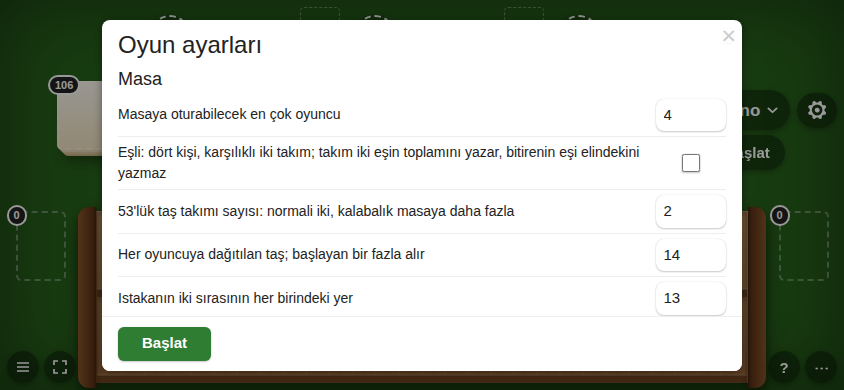 Oyun ayarları
×
Masa
106
Masaya oturabilecek en çok oyuncu
4
Eşli: dört kişi, karşılıklı iki takım; takım iki eşin toplamını yazar, bitirenin eşi elindekini
yazmaz
53'lük taş takımı sayısı: normali iki, kalabalık masaya daha fazla
2
0
0
Her oyuncuya dağıtılan taş; başlayan bir fazla alır
14
Istakanın iki sırasının her birindeki yer
13
Başlat
?
...